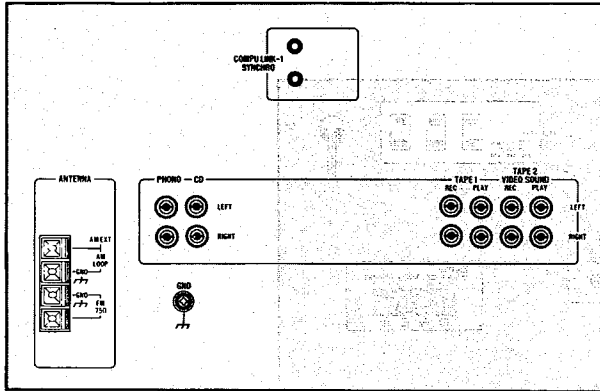 COMPU LINK-1
SYNCHRO
ANTENNA
AM EXT
AM
LOOP
GND
GND
FM
75Ω
PHONO — CD
LEFT
RIGHT
GND
TAPE 2
TAPE 1 VIDEO SOUND
REC PLAY REC PLAY
LEFT
RIGHT